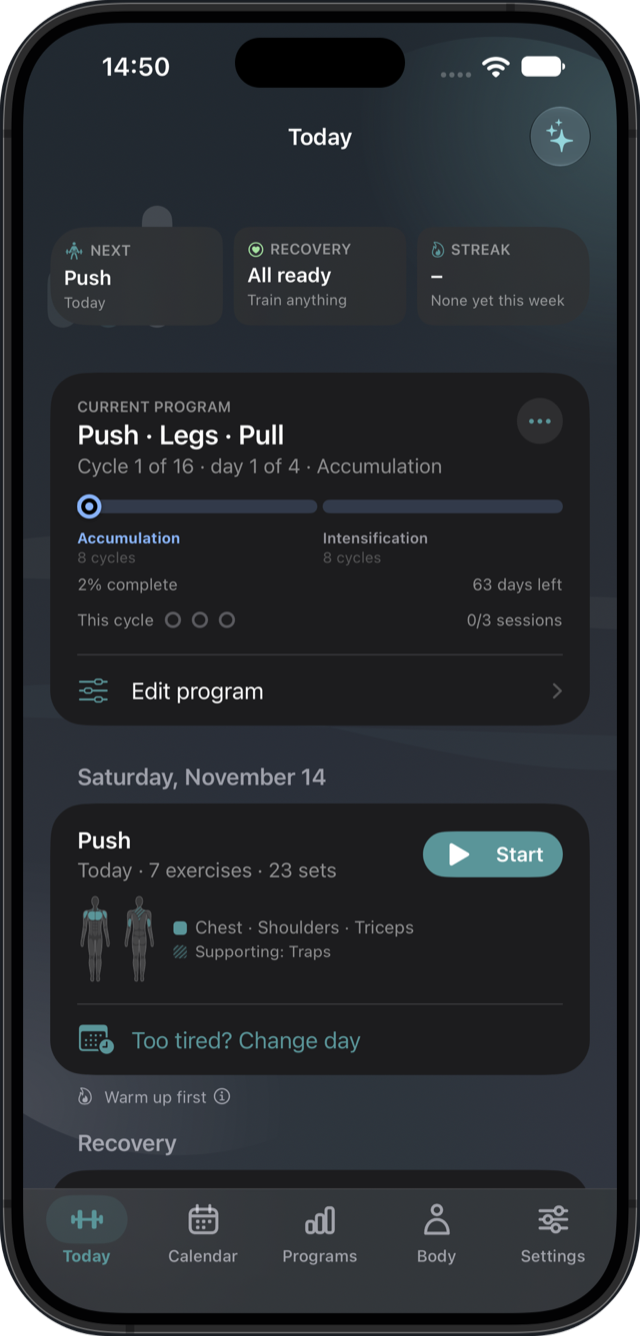 14:50
Today
NEXT
Push
Today
RECOVERY
All ready
Train anything
STREAK
–
None yet this week
CURRENT PROGRAM
Push · Legs · Pull
Cycle 1 of 16 · day 1 of 4 · Accumulation
Accumulation
8 cycles
Intensification
8 cycles
2% complete
63 days left
This cycle
0/3 sessions
Edit program
Saturday, November 14
Push
Today · 7 exercises · 23 sets
Start
Chest · Shoulders · Triceps
Supporting: Traps
Too tired? Change day
Warm up first
Recovery
Today
Calendar
Programs
Body
Settings